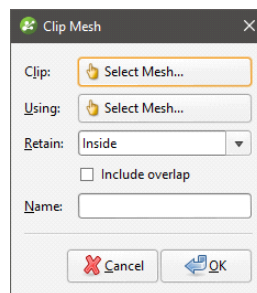 Clip Mesh
Clip: Select Mesh...
Using: Select Mesh...
Retain: Inside
Include overlap
Name:
Cancel OK